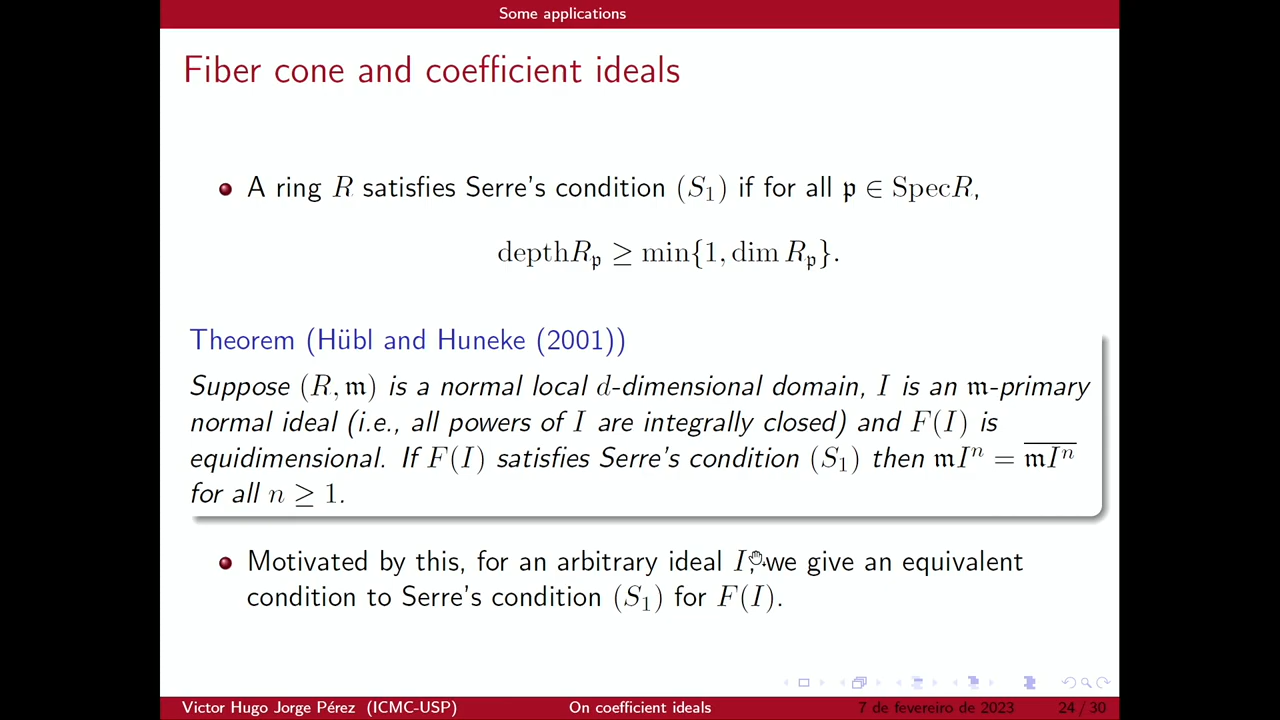 Some applications
Fiber cone and coefficient ideals
A ring R satisfies Serre's condition (S₁) if for all 𝔭 ∈ SpecR,
depthR_𝔭 ≥ min{1, dim R_𝔭}.
Theorem (Hübl and Huneke (2001))
Suppose (R, 𝔪) is a normal local d-dimensional domain, I is an 𝔪-primary
normal ideal (i.e., all powers of I are integrally closed) and F(I) is
equidimensional. If F(I) satisfies Serre's condition (S₁) then 𝔪Iⁿ = \overline{𝔪Iⁿ}
for all n ≥ 1.
Motivated by this, for an arbitrary ideal I, we give an equivalent
condition to Serre's condition (S₁) for F(I).
Victor Hugo Jorge Pérez (ICMC-USP) On coefficient ideals 7 de fevereiro de 2023 24 / 30